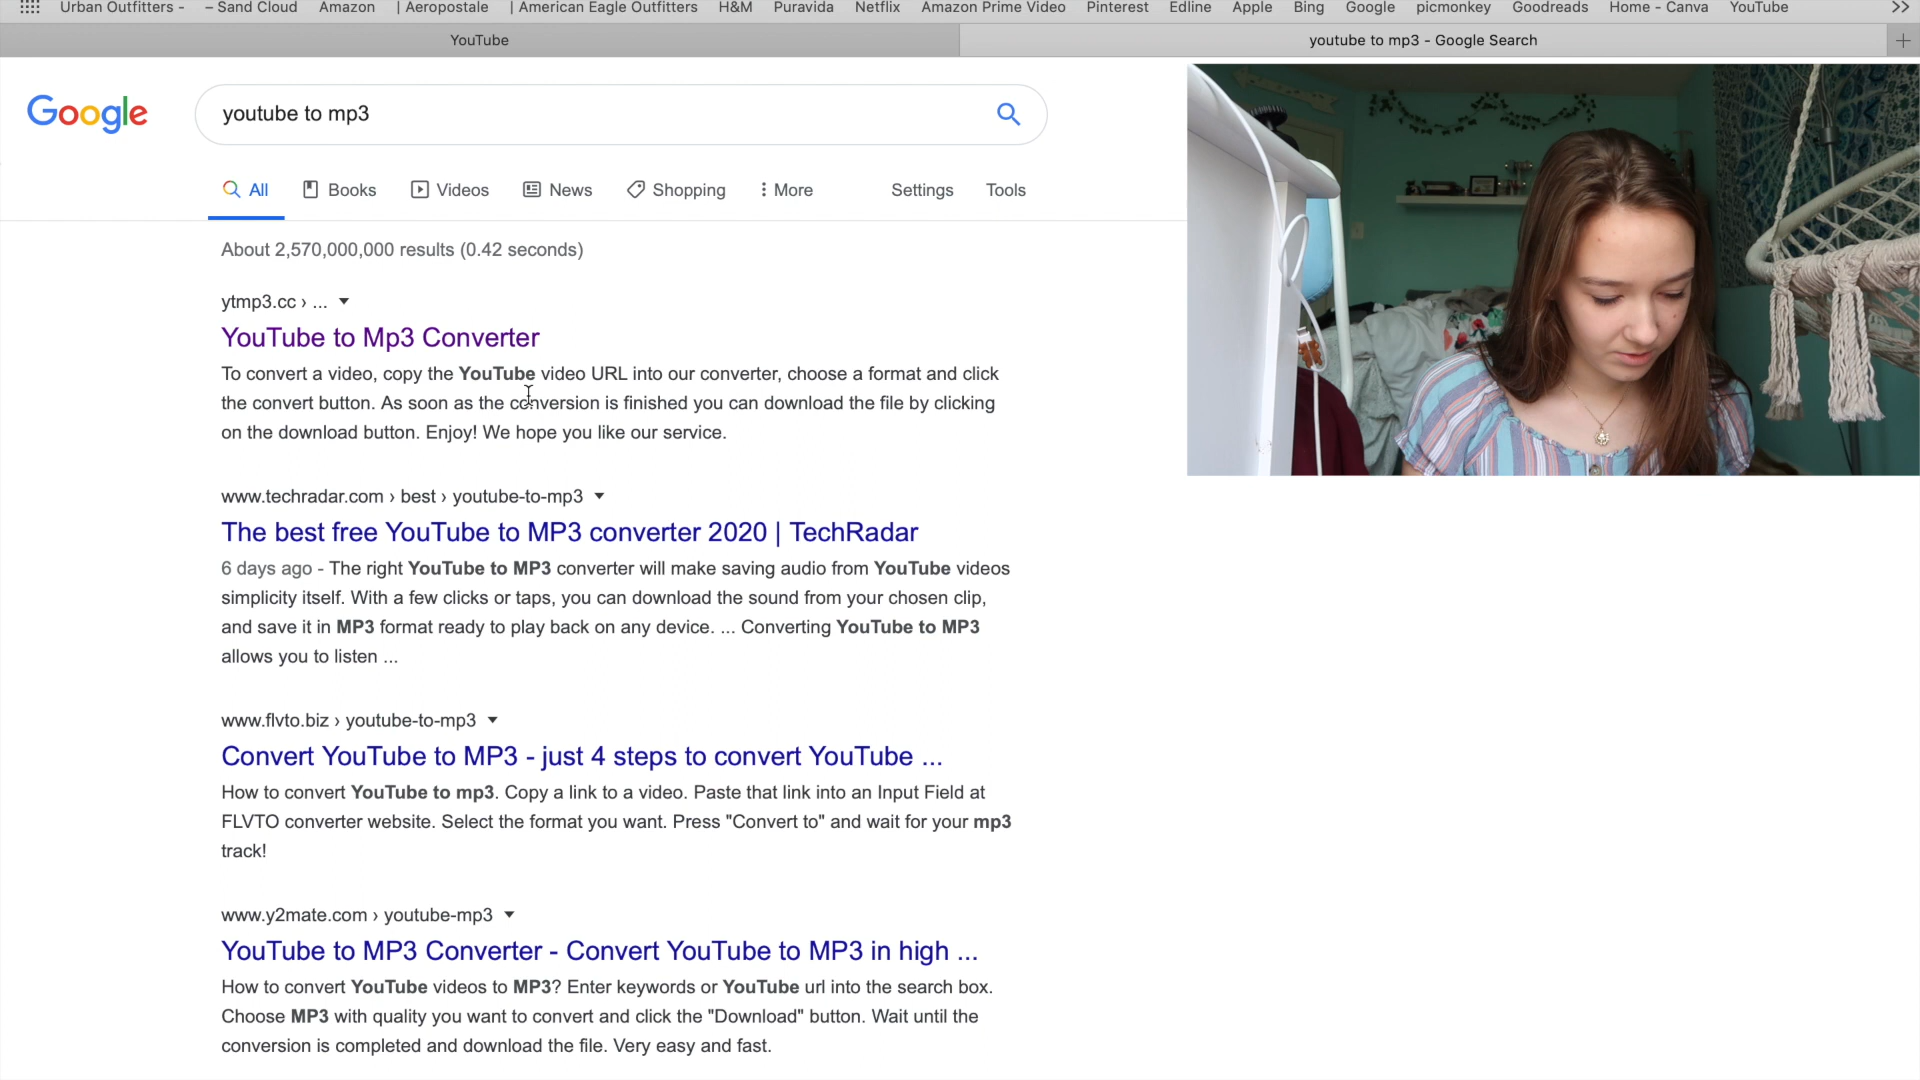 Urban Outfitters - – Sand Cloud Amazon | Aeropostale | American Eagle Outfitters H&M Puravida Netflix Amazon Prime Video Pinterest Edline Apple Bing Google picmonkey Goodreads Home - Canva YouTube
YouTube youtube to mp3 - Google Search
Google youtube to mp3
All Books Videos News Shopping More Settings Tools
About 2,570,000,000 results (0.42 seconds)
ytmp3.cc › ...
YouTube to Mp3 Converter
To convert a video, copy the YouTube video URL into our converter, choose a format and click
the convert button. As soon as the conversion is finished you can download the file by clicking
on the download button. Enjoy! We hope you like our service.
www.techradar.com › best › youtube-to-mp3
The best free YouTube to MP3 converter 2020 | TechRadar
6 days ago - The right YouTube to MP3 converter will make saving audio from YouTube videos
simplicity itself. With a few clicks or taps, you can download the sound from your chosen clip,
and save it in MP3 format ready to play back on any device. ... Converting YouTube to MP3
allows you to listen ...
www.flvto.biz › youtube-to-mp3
Convert YouTube to MP3 - just 4 steps to convert YouTube ...
How to convert YouTube to mp3. Copy a link to a video. Paste that link into an Input Field at
FLVTO converter website. Select the format you want. Press "Convert to" and wait for your mp3
track!
www.y2mate.com › youtube-mp3
YouTube to MP3 Converter - Convert YouTube to MP3 in high ...
How to convert YouTube videos to MP3? Enter keywords or YouTube url into the search box.
Choose MP3 with quality you want to convert and click the "Download" button. Wait until the
conversion is completed and download the file. Very easy and fast.